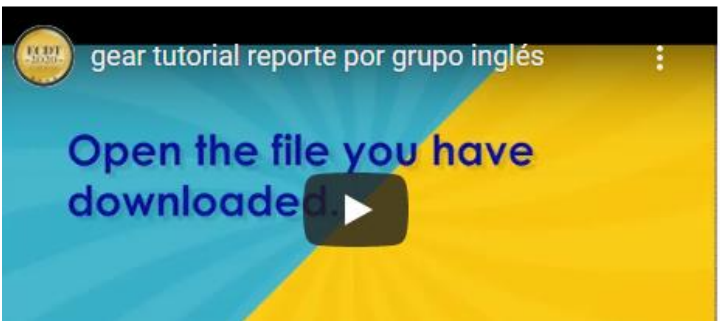 gear tutorial reporte por grupo inglés
Open the file you have
downloaded.